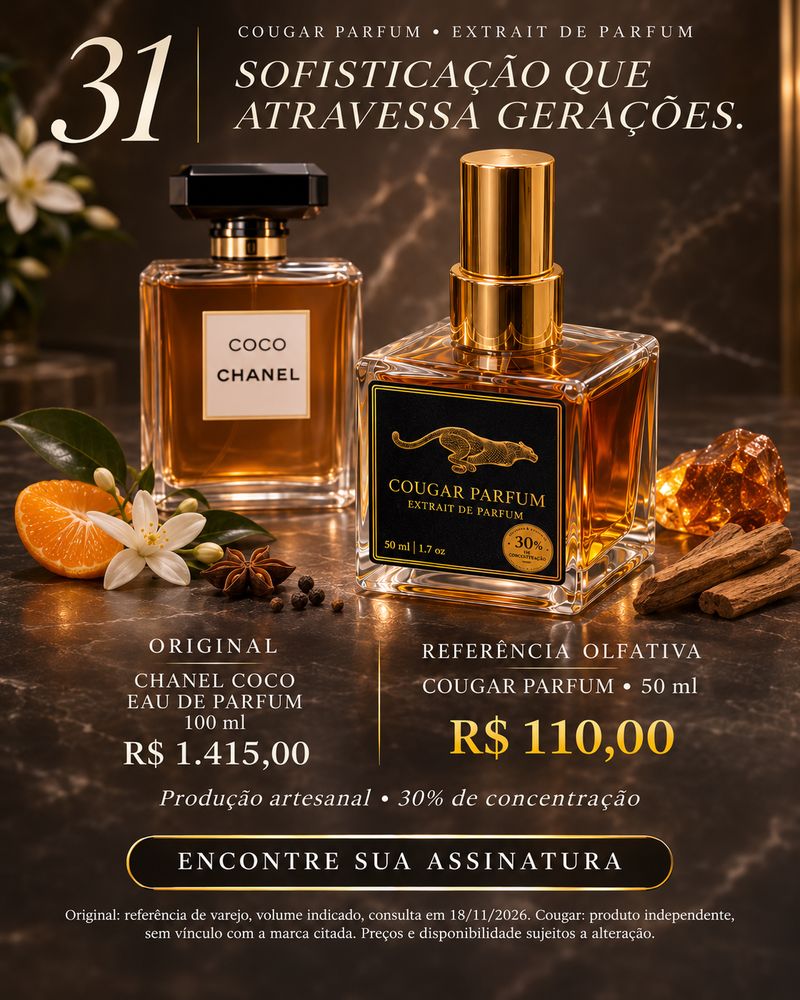 31
COUGAR PARFUM • EXTRAIT DE PARFUM
SOFISTICAÇÃO QUE
ATRAVESSA GERAÇÕES.
COCO
CHANEL
COUGAR PARFUM
EXTRAIT DE PARFUM
50 ml | 1.7 oz
30%
CONCENTRAÇÃO
ORIGINAL
CHANEL COCO
EAU DE PARFUM
100 ml
R$ 1.415,00
REFERÊNCIA OLFATIVA
COUGAR PARFUM • 50 ml
R$ 110,00
Produção artesanal • 30% de concentração
ENCONTRE SUA ASSINATURA
Original: referência de varejo, volume indicado, consulta em 18/11/2026. Cougar: produto independente,
sem vínculo com a marca citada. Preços e disponibilidade sujeitos a alteração.